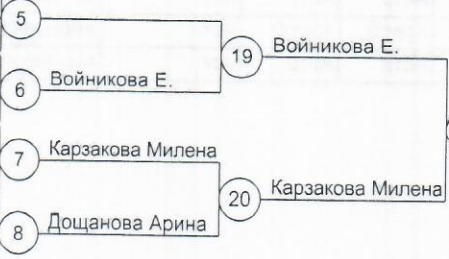 5
19 Войникова Е.
6 Войникова Е.
7 Карзакова Милена
20 Карзакова Милена
8 Дощанова Арина